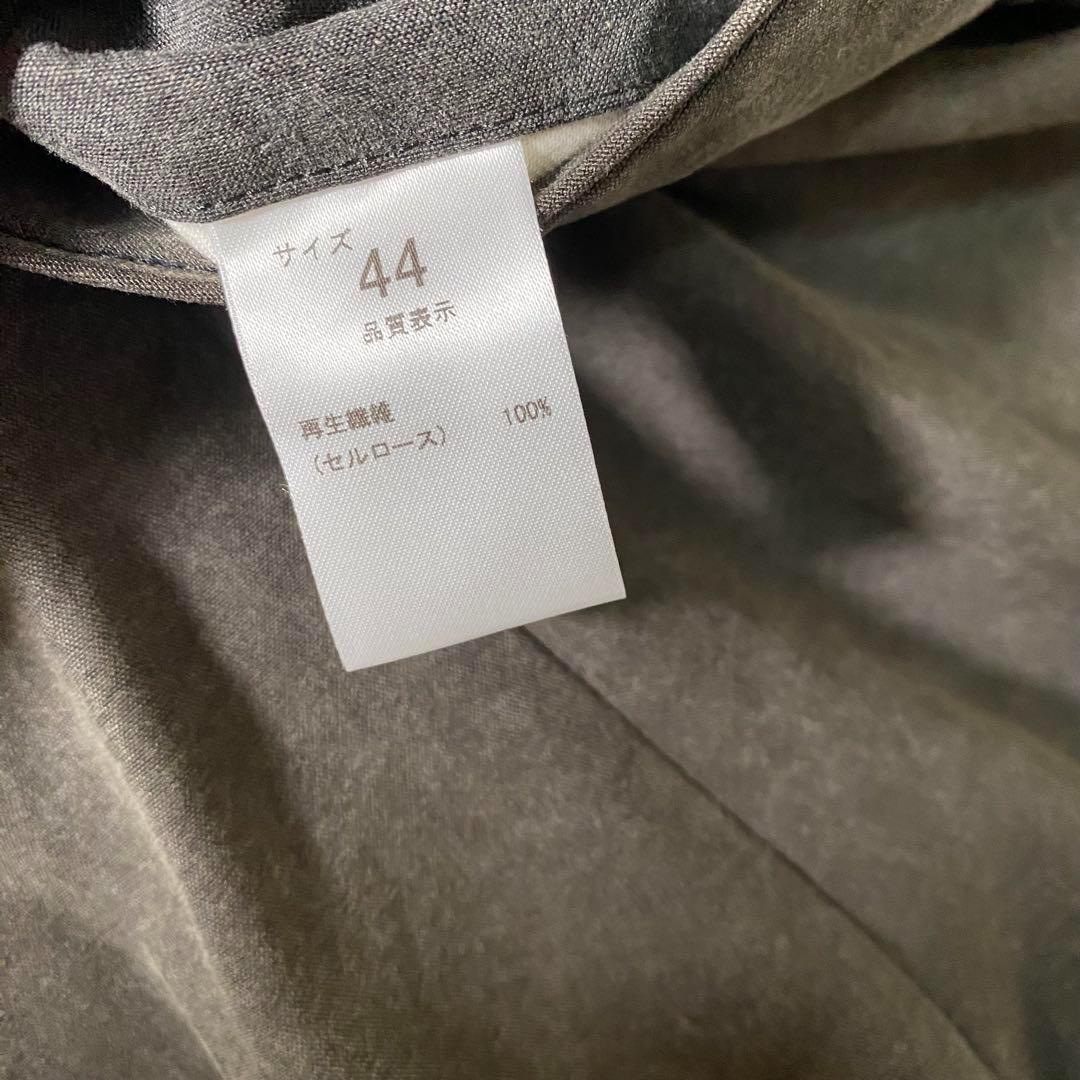 サイズ
44
品質表示
再生繊維 100%
(セルロース)